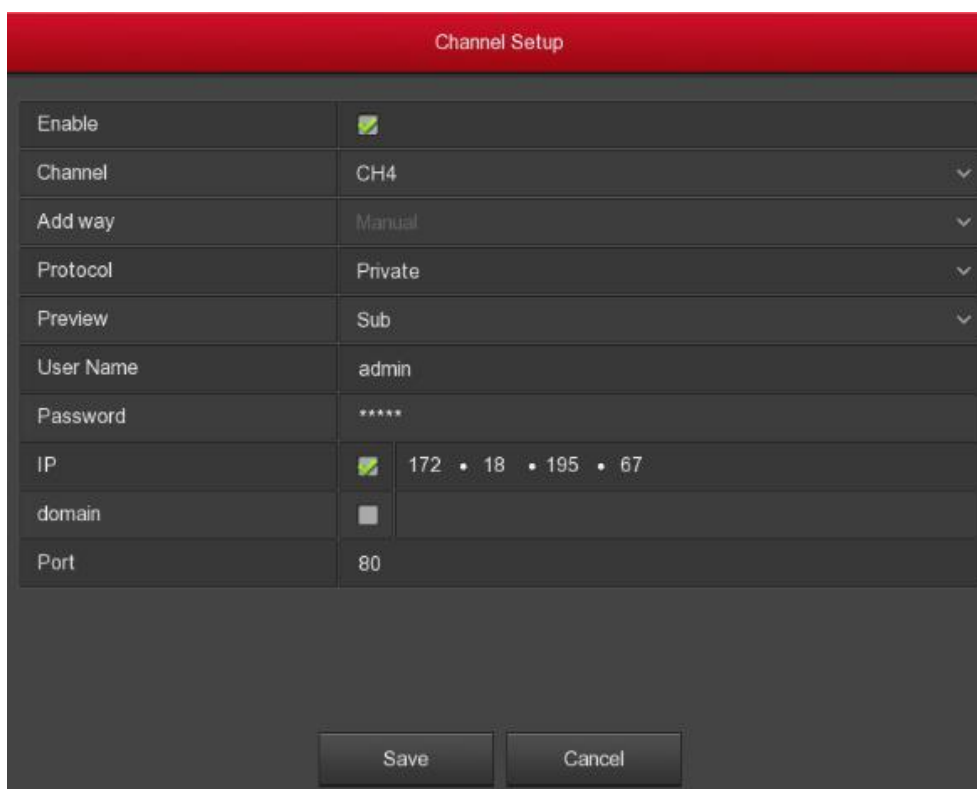 Channel Setup
Enable
Channel CH4
Add way Manual
Protocol Private
Preview Sub
User Name admin
Password *****
IP 172 • 18 • 195 • 67
domain
Port 80
Save Cancel